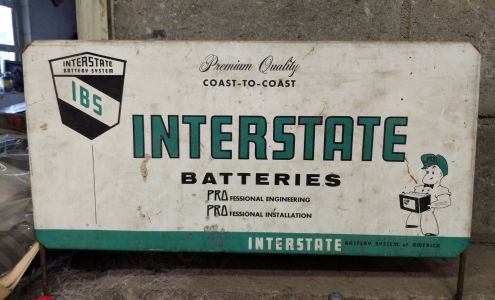 INTERSTATE
BATTERY SYSTEM
IBS
Premium Quality
COAST-TO-COAST
INTERSTATE
BATTERIES
PROFESSIONAL ENGINEERING
PROFESSIONAL INSTALLATION
PRO
INTERSTATE BATTERY SYSTEM of AMERICA